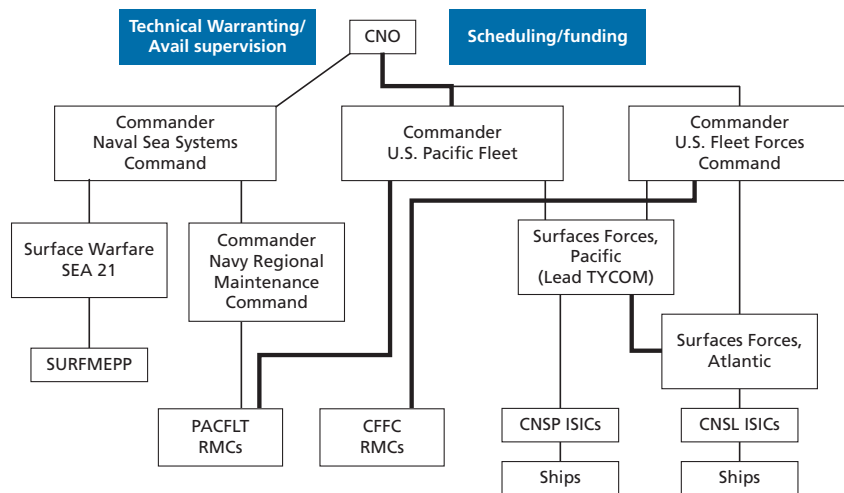 Technical Warranting/
Avail supervision
CNO
Scheduling/funding
Commander
Naval Sea Systems
Command
Commander
U.S. Pacific Fleet
Commander
U.S. Fleet Forces
Command
Surface Warfare
SEA 21
Commander
Navy Regional
Maintenance
Command
Surfaces Forces,
Pacific
(Lead TYCOM)
SURFMEPP
Surfaces Forces,
Atlantic
PACFLT
RMCs
CFFC
RMCs
CNSP ISICs
CNSL ISICs
Ships
Ships